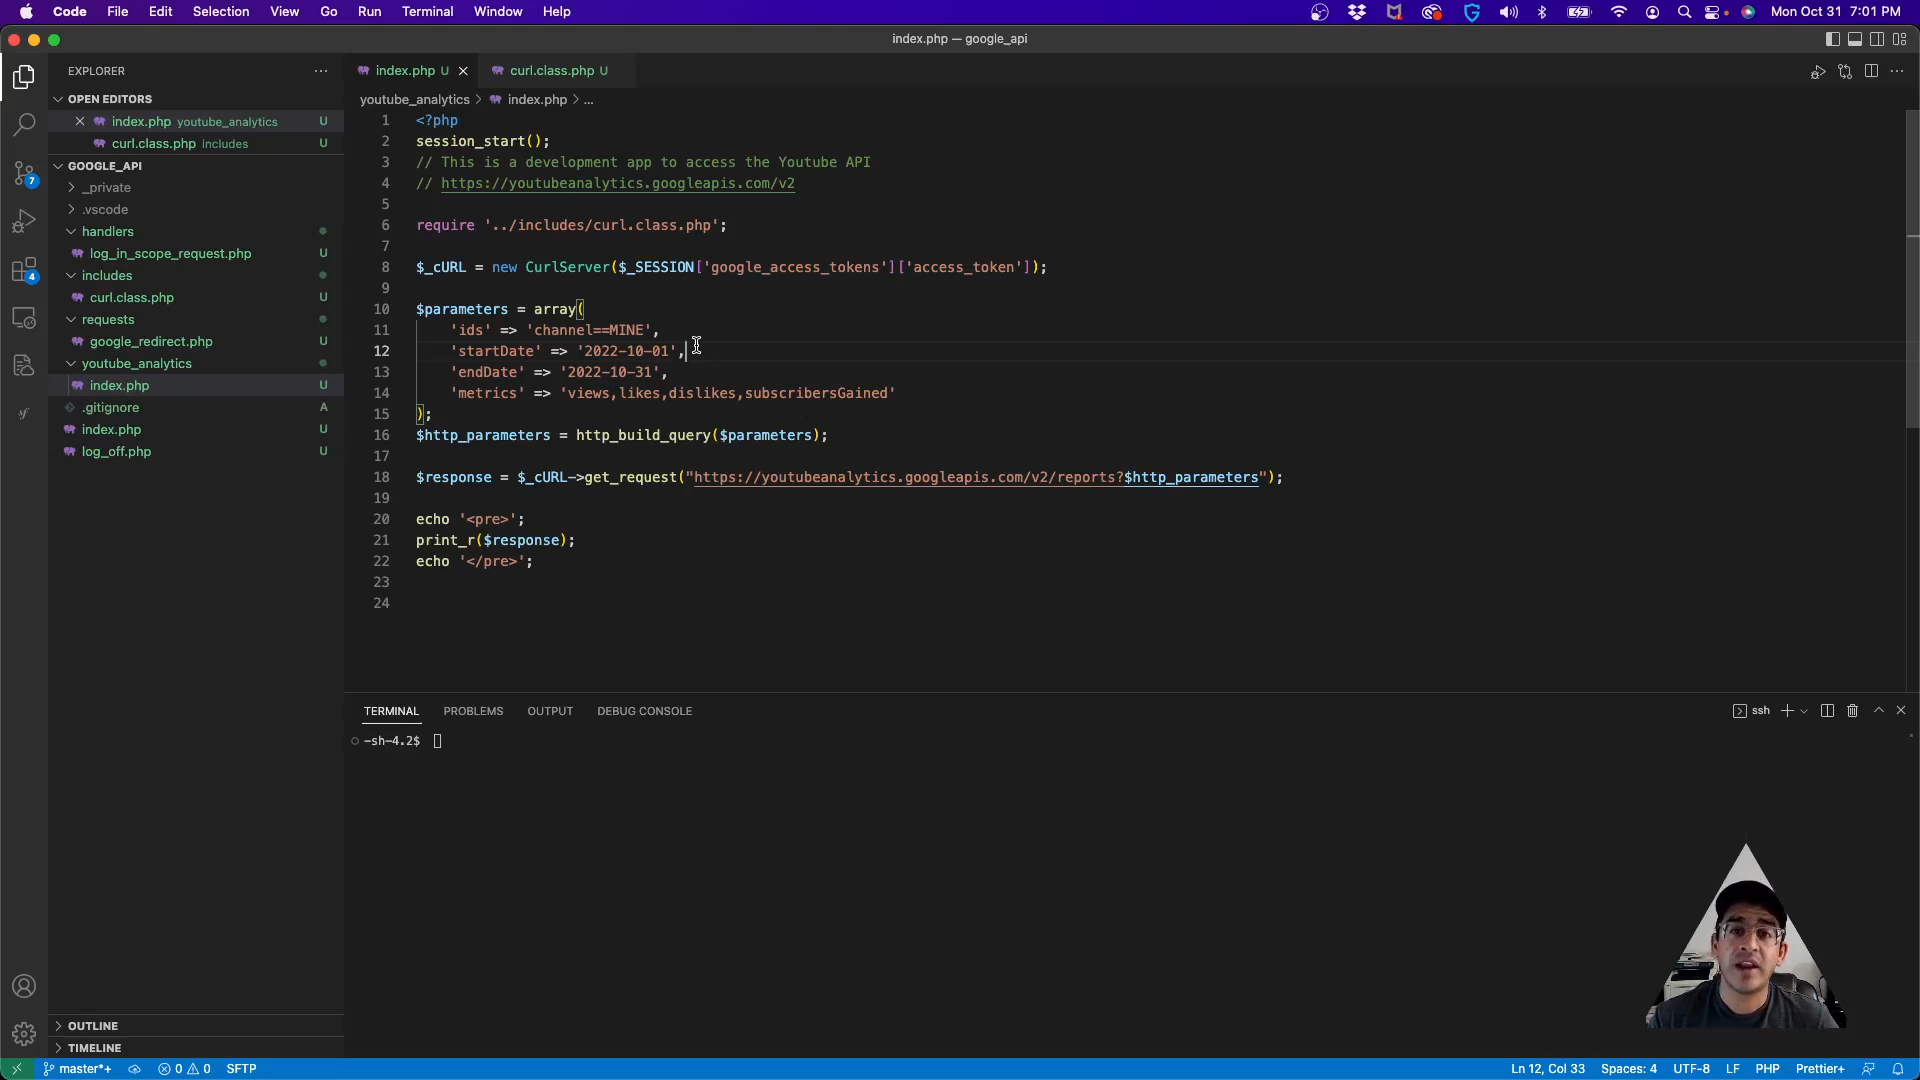 Code File Edit Selection View Go Run Terminal Window Help
Mon Oct 31 7:01 PM
index.php — google_api
EXPLORER
OPEN EDITORS
index.php youtube_analytics U
curl.class.php includes U
GOOGLE_API
_private
.vscode
handlers
log_in_scope_request.php U
includes
curl.class.php U
requests
google_redirect.php U
youtube_analytics
index.php U
.gitignore A
index.php U
log_off.php U
OUTLINE
TIMELINE
7
4
index.php U
curl.class.php U
youtube_analytics > index.php > ...
1 <?php
2 session_start();
3 // This is a development app to access the Youtube API
4 // https://youtubeanalytics.googleapis.com/v2
5
6 require '../includes/curl.class.php';
7
8 $_cURL = new CurlServer($_SESSION['google_access_tokens']['access_token']);
9
10 $parameters = array(
11 'ids' => 'channel==MINE',
12 'startDate' => '2022-10-01',
13 'endDate' => '2022-10-31',
14 'metrics' => 'views,likes,dislikes,subscribersGained'
15 );
16 $http_parameters = http_build_query($parameters);
17
18 $response = $_cURL->get_request("https://youtubeanalytics.googleapis.com/v2/reports?$http_parameters");
19
20 echo '<pre>';
21 print_r($response);
22 echo '</pre>';
23
24
TERMINAL PROBLEMS OUTPUT DEBUG CONSOLE
ssh
-sh-4.2$
master*+ 0 0 SFTP
Ln 12, Col 33 Spaces: 4 UTF-8 LF PHP Prettier+